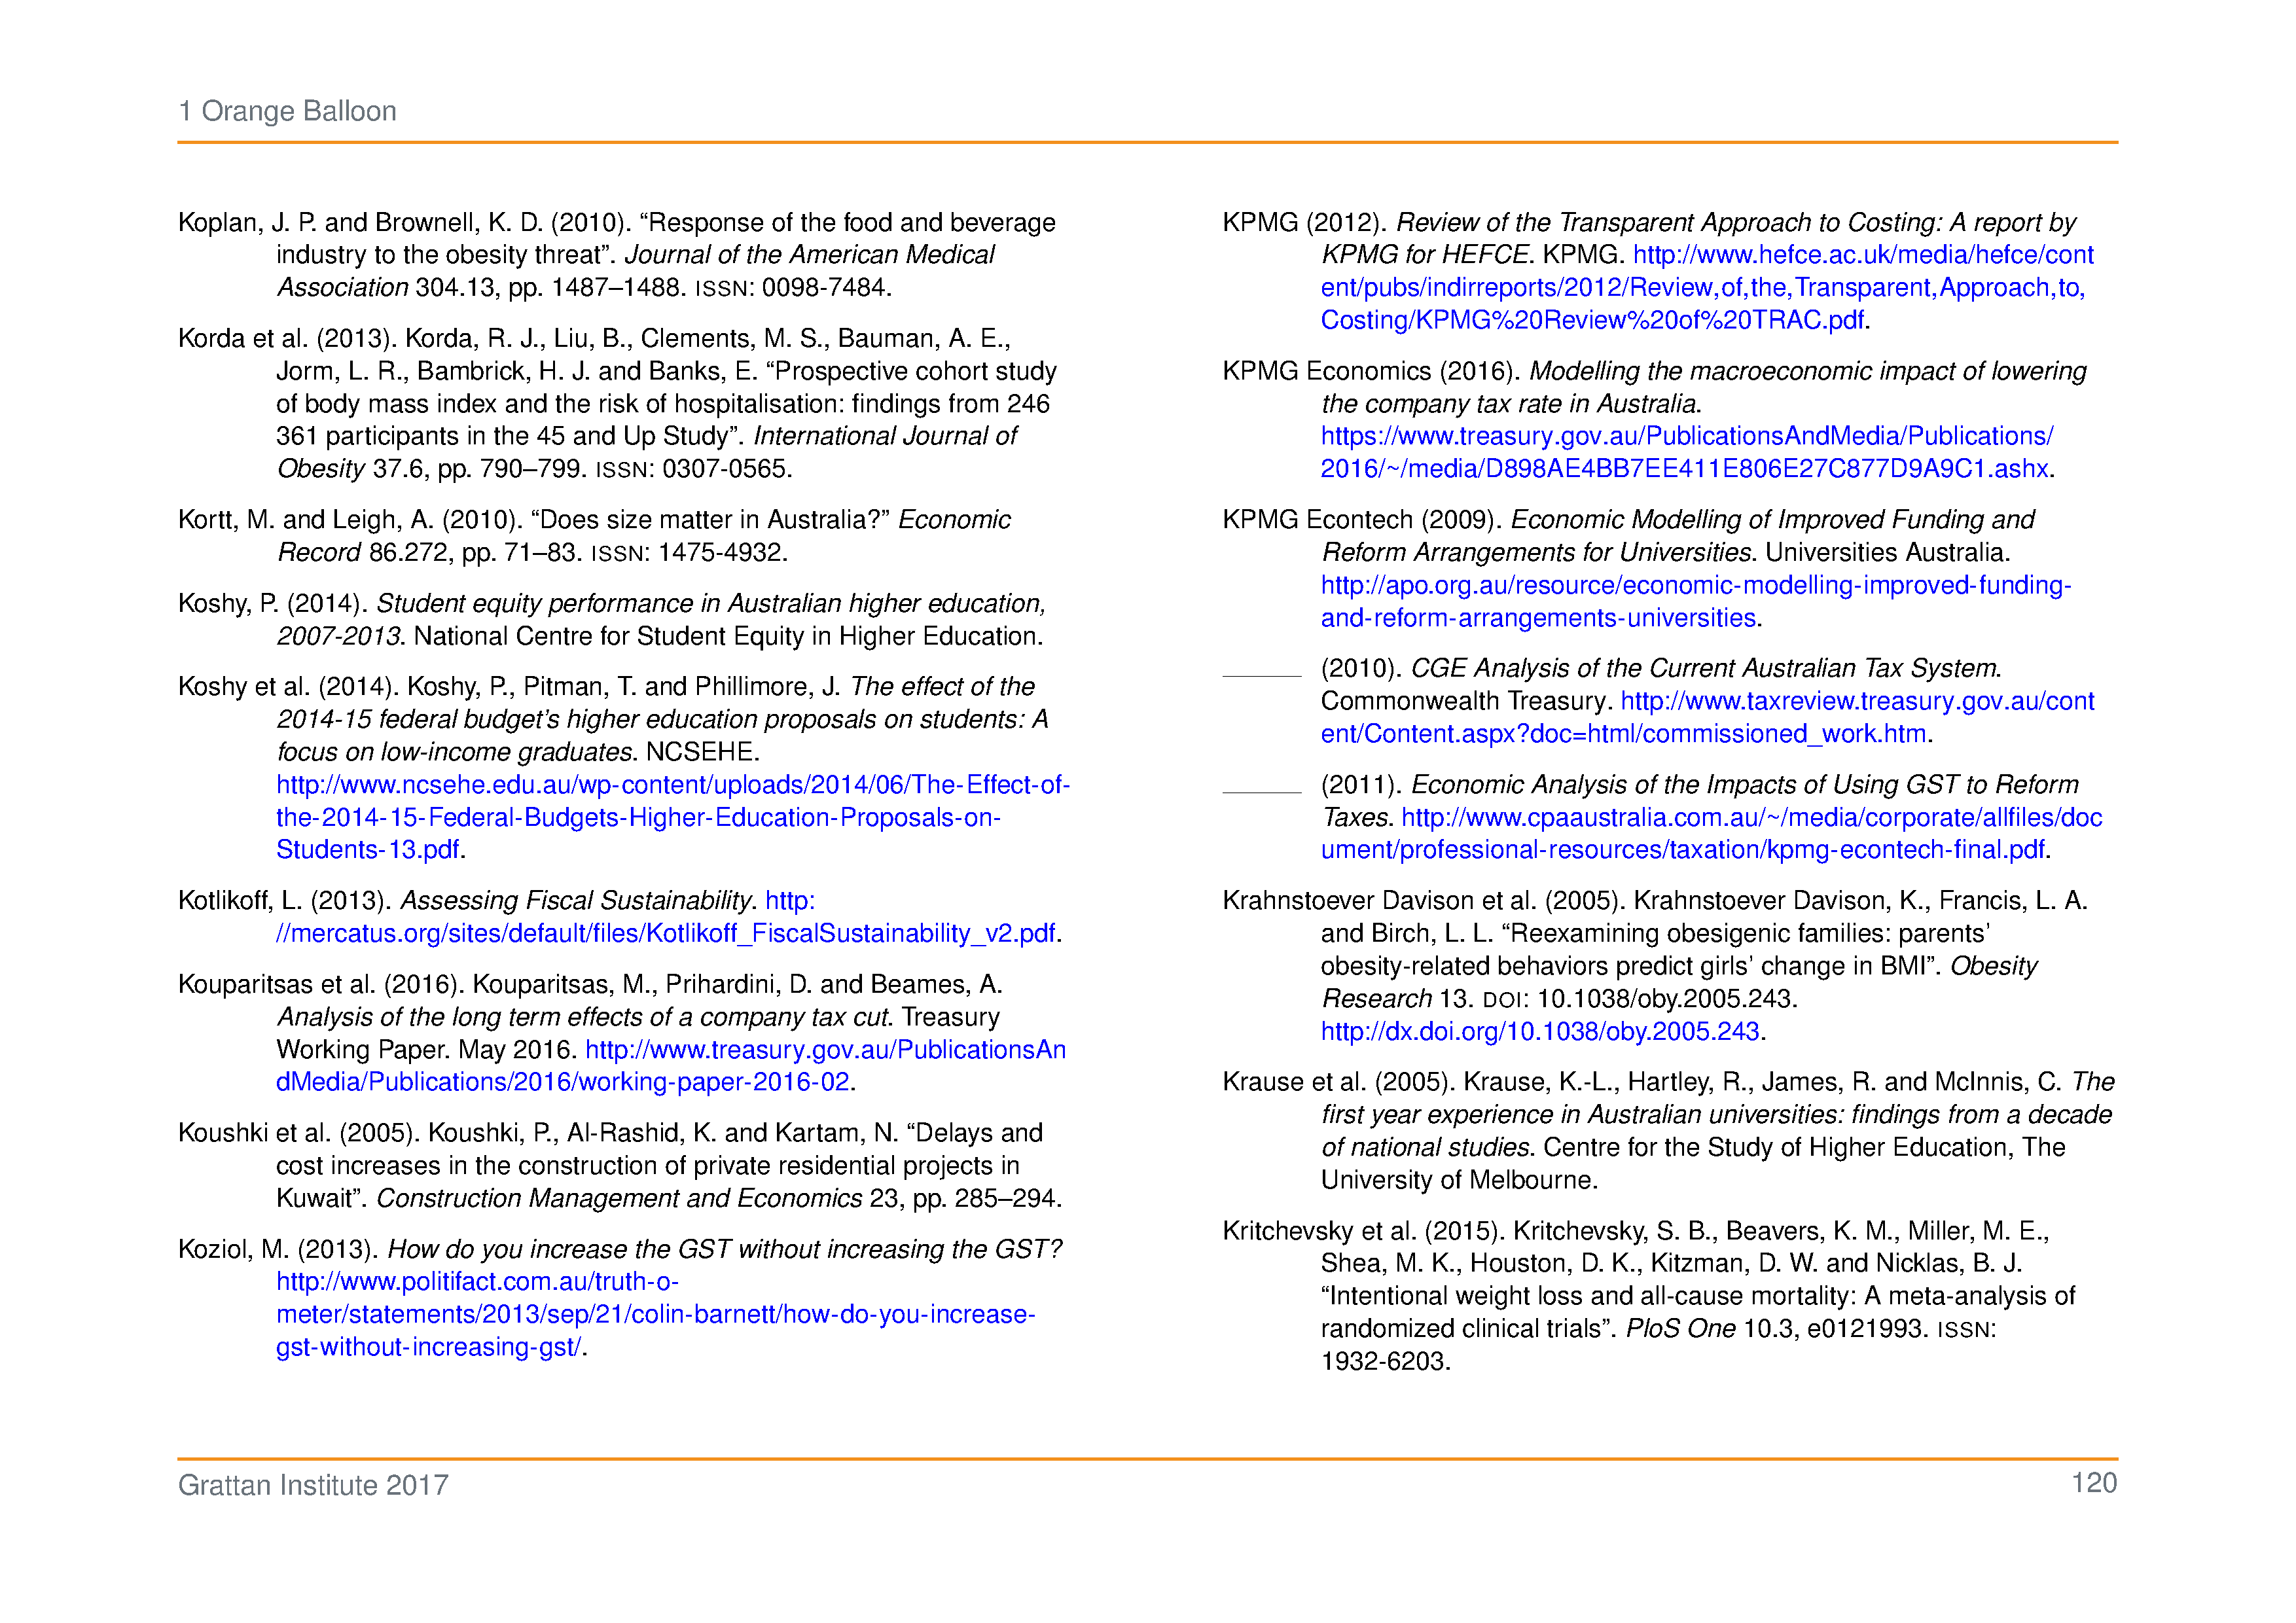 1 Orange Balloon
Koplan, J. P. and Brownell, K. D. (2010). “Response of the food and beverage
industry to the obesity threat”. Journal of the American Medical
Association 304.13, pp. 1487–1488. ISSN: 0098-7484.
Korda et al. (2013). Korda, R. J., Liu, B., Clements, M. S., Bauman, A. E.,
Jorm, L. R., Bambrick, H. J. and Banks, E. “Prospective cohort study
of body mass index and the risk of hospitalisation: findings from 246
361 participants in the 45 and Up Study”. International Journal of
Obesity 37.6, pp. 790–799. ISSN: 0307-0565.
Kortt, M. and Leigh, A. (2010). “Does size matter in Australia?” Economic
Record 86.272, pp. 71–83. ISSN: 1475-4932.
Koshy, P. (2014). Student equity performance in Australian higher education,
2007-2013. National Centre for Student Equity in Higher Education.
Koshy et al. (2014). Koshy, P., Pitman, T. and Phillimore, J. The effect of the
2014-15 federal budget’s higher education proposals on students: A
focus on low-income graduates. NCSEHE.
http://www.ncsehe.edu.au/wp-content/uploads/2014/06/The-Effect-of-
the-2014-15-Federal-Budgets-Higher-Education-Proposals-on-
Students-13.pdf.
Kotlikoff, L. (2013). Assessing Fiscal Sustainability. http:
//mercatus.org/sites/default/files/Kotlikoff_FiscalSustainability_v2.pdf.
Kouparitsas et al. (2016). Kouparitsas, M., Prihardini, D. and Beames, A.
Analysis of the long term effects of a company tax cut. Treasury
Working Paper. May 2016. http://www.treasury.gov.au/PublicationsAn
dMedia/Publications/2016/working-paper-2016-02.
Koushki et al. (2005). Koushki, P., Al-Rashid, K. and Kartam, N. “Delays and
cost increases in the construction of private residential projects in
Kuwait”. Construction Management and Economics 23, pp. 285–294.
Koziol, M. (2013). How do you increase the GST without increasing the GST?
http://www.politifact.com.au/truth-o-
meter/statements/2013/sep/21/colin-barnett/how-do-you-increase-
gst-without-increasing-gst/.
KPMG (2012). Review of the Transparent Approach to Costing: A report by
KPMG for HEFCE. KPMG. http://www.hefce.ac.uk/media/hefce/cont
ent/pubs/indirreports/2012/Review,of,the,Transparent,Approach,to,
Costing/KPMG%20Review%20of%20TRAC.pdf.
KPMG Economics (2016). Modelling the macroeconomic impact of lowering
the company tax rate in Australia.
https://www.treasury.gov.au/PublicationsAndMedia/Publications/
2016/~/media/D898AE4BB7EE411E806E27C877D9A9C1.ashx.
KPMG Econtech (2009). Economic Modelling of Improved Funding and
Reform Arrangements for Universities. Universities Australia.
http://apo.org.au/resource/economic-modelling-improved-funding-
and-reform-arrangements-universities.
(2010). CGE Analysis of the Current Australian Tax System.
Commonwealth Treasury. http://www.taxreview.treasury.gov.au/cont
ent/Content.aspx?doc=html/commissioned_work.htm.
(2011). Economic Analysis of the Impacts of Using GST to Reform
Taxes. http://www.cpaaustralia.com.au/~/media/corporate/allfiles/doc
ument/professional-resources/taxation/kpmg-econtech-final.pdf.
Krahnstoever Davison et al. (2005). Krahnstoever Davison, K., Francis, L. A.
and Birch, L. L. “Reexamining obesigenic families: parents’
obesity-related behaviors predict girls’ change in BMI”. Obesity
Research 13. DOI: 10.1038/oby.2005.243.
http://dx.doi.org/10.1038/oby.2005.243.
Krause et al. (2005). Krause, K.-L., Hartley, R., James, R. and McInnis, C. The
first year experience in Australian universities: findings from a decade
of national studies. Centre for the Study of Higher Education, The
University of Melbourne.
Kritchevsky et al. (2015). Kritchevsky, S. B., Beavers, K. M., Miller, M. E.,
Shea, M. K., Houston, D. K., Kitzman, D. W. and Nicklas, B. J.
“Intentional weight loss and all-cause mortality: A meta-analysis of
randomized clinical trials”. PloS One 10.3, e0121993. ISSN:
1932-6203.
Grattan Institute 2017
120